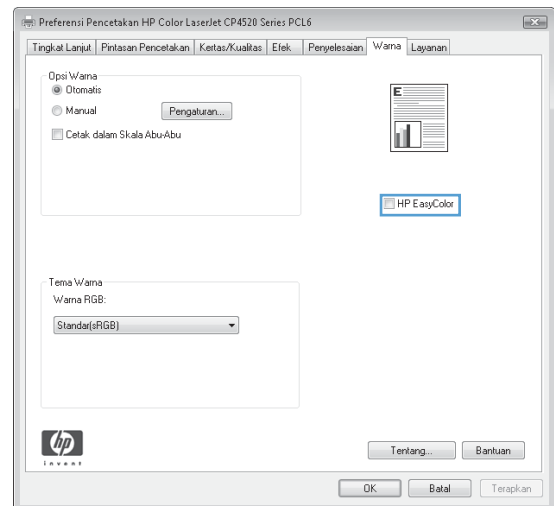 Preferensi Pencetakan HP Color LaserJet CP4520 Series PCL6
Tingkat Lanjut Pintasan Pencetakan Kertas/Kualitas Efek Penyelesaian Warna Layanan
Opsi Warna
Otomatis
Manual Pengaturan...
Cetak dalam Skala Abu-Abu
E
HP EasyColor
Tema Warna
Warna RGB:
Standar(sRGB)
hp
invent
Tentang... Bantuan
OK Batal Terapkan